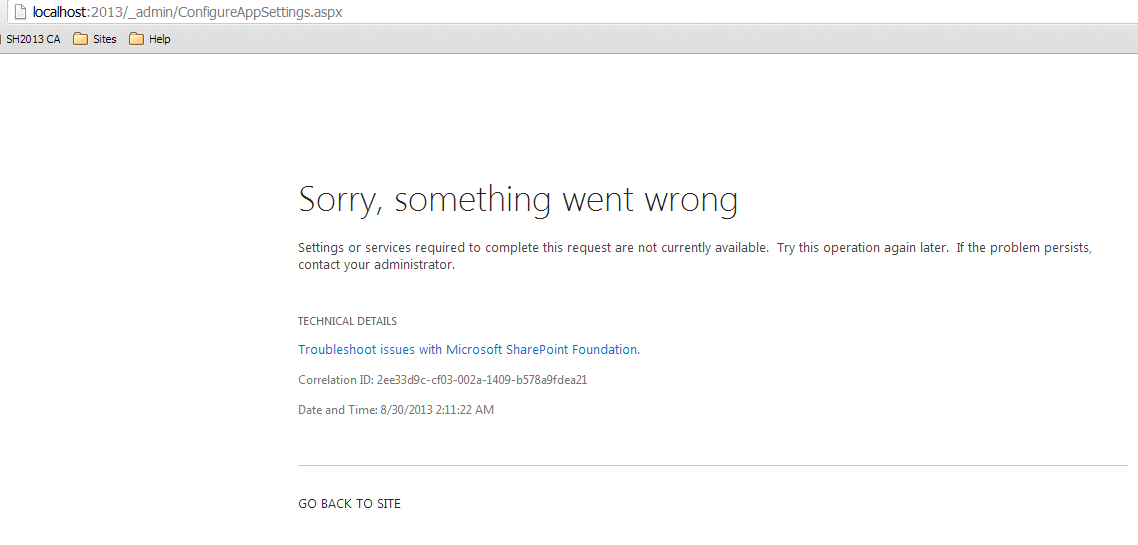 localhost:2013/_admin/ConfigureAppSettings.aspx
SH2013 CA Sites Help
Sorry, something went wrong
Settings or services required to complete this request are not currently available.  Try this operation again later.  If the problem persists,
contact your administrator.
TECHNICAL DETAILS
Troubleshoot issues with Microsoft SharePoint Foundation.
Correlation ID: 2ee33d9c-cf03-002a-1409-b578a9fdea21
Date and Time: 8/30/2013 2:11:22 AM
GO BACK TO SITE